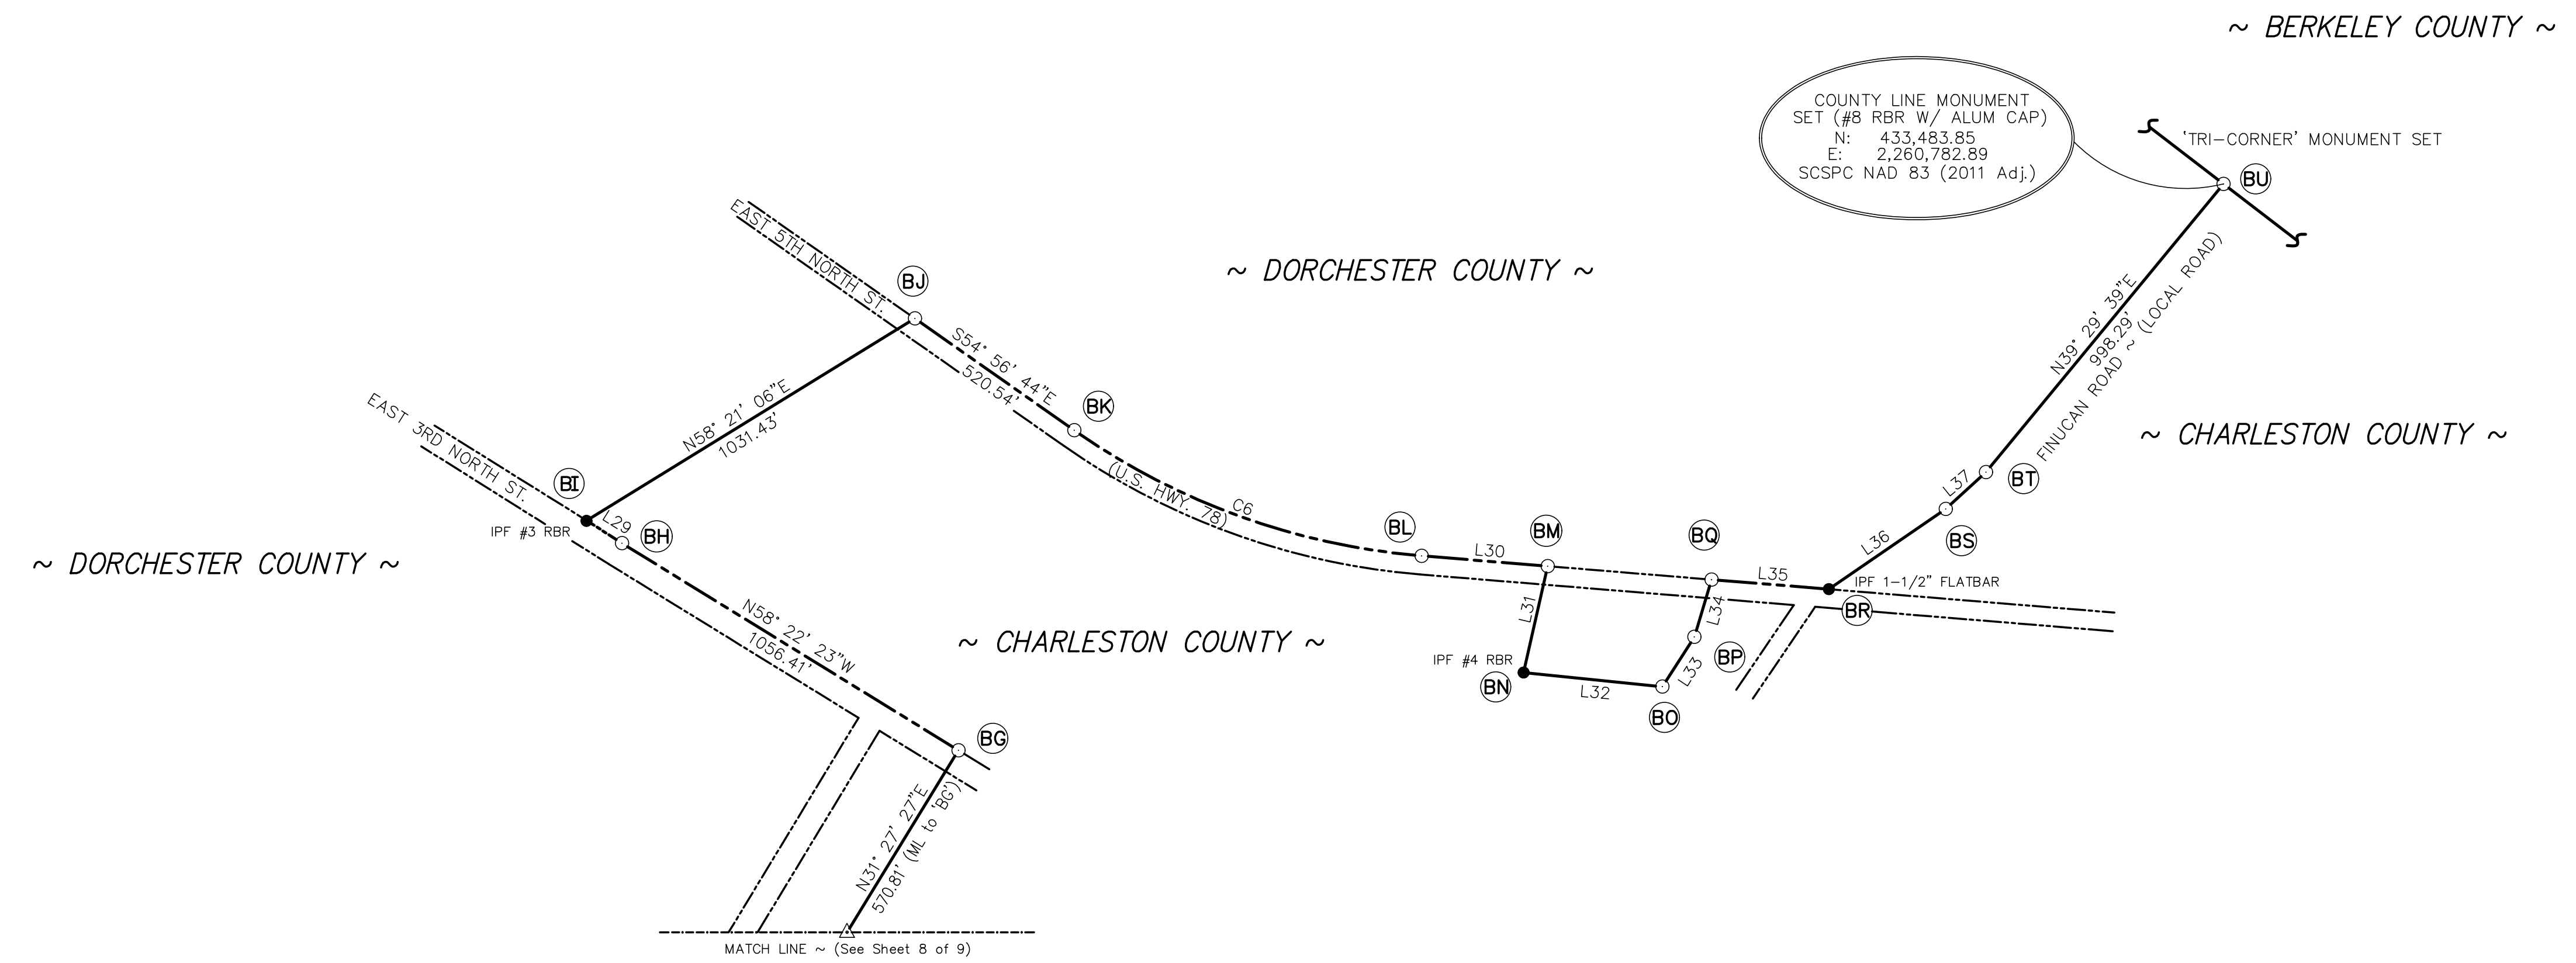 ~ BERKELEY COUNTY ~
COUNTY LINE MONUMENT
SET (#8 RBR W/ ALUM CAP)
N: 433,483.85
E: 2,260,782.89
SCSPC NAD 83 (2011 Adj.)
'TRI-CORNER' MONUMENT SET
BU
EAST 5TH NORTH ST.
BJ
~ DORCHESTER COUNTY ~
N39° 29' 39"E
998.29'
FINUCAN ROAD ~ (LOCAL ROAD)
S54° 56' 44"E
520.54'
BK
N58° 21' 06"E
1031.43'
~ CHARLESTON COUNTY ~
EAST 3RD NORTH ST.
BI
IPF #3 RBR
L29
BH
(U.S. HWY. 78)
C6
BL
L30
BM
BQ
L35
L37
BT
L36
BS
IPF 1-1/2" FLATBAR
BR
~ DORCHESTER COUNTY ~
N58° 22' 23"W
1056.41'
~ CHARLESTON COUNTY ~
L31
L34
IPF #4 RBR
BN
L32
L33
BP
BO
BG
N31° 27' 27"E
570.81' (ML to 'BG')
MATCH LINE ~ (See Sheet 8 of 9)